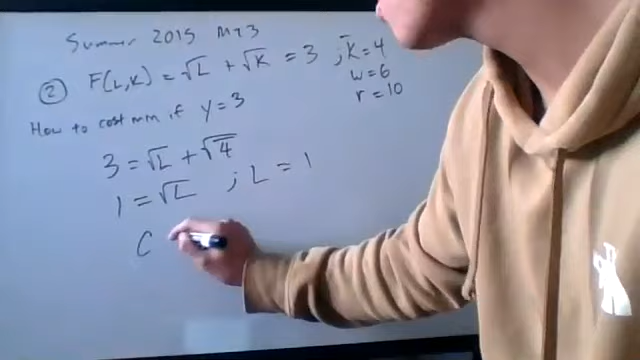 Summer 2015 MT3
② F(L,K) = √L + √K = 3 ; K̄ = 4
w = 6
r = 10
How to cost min if y = 3
3 = √L + √4
1 = √L ; L = 1
C